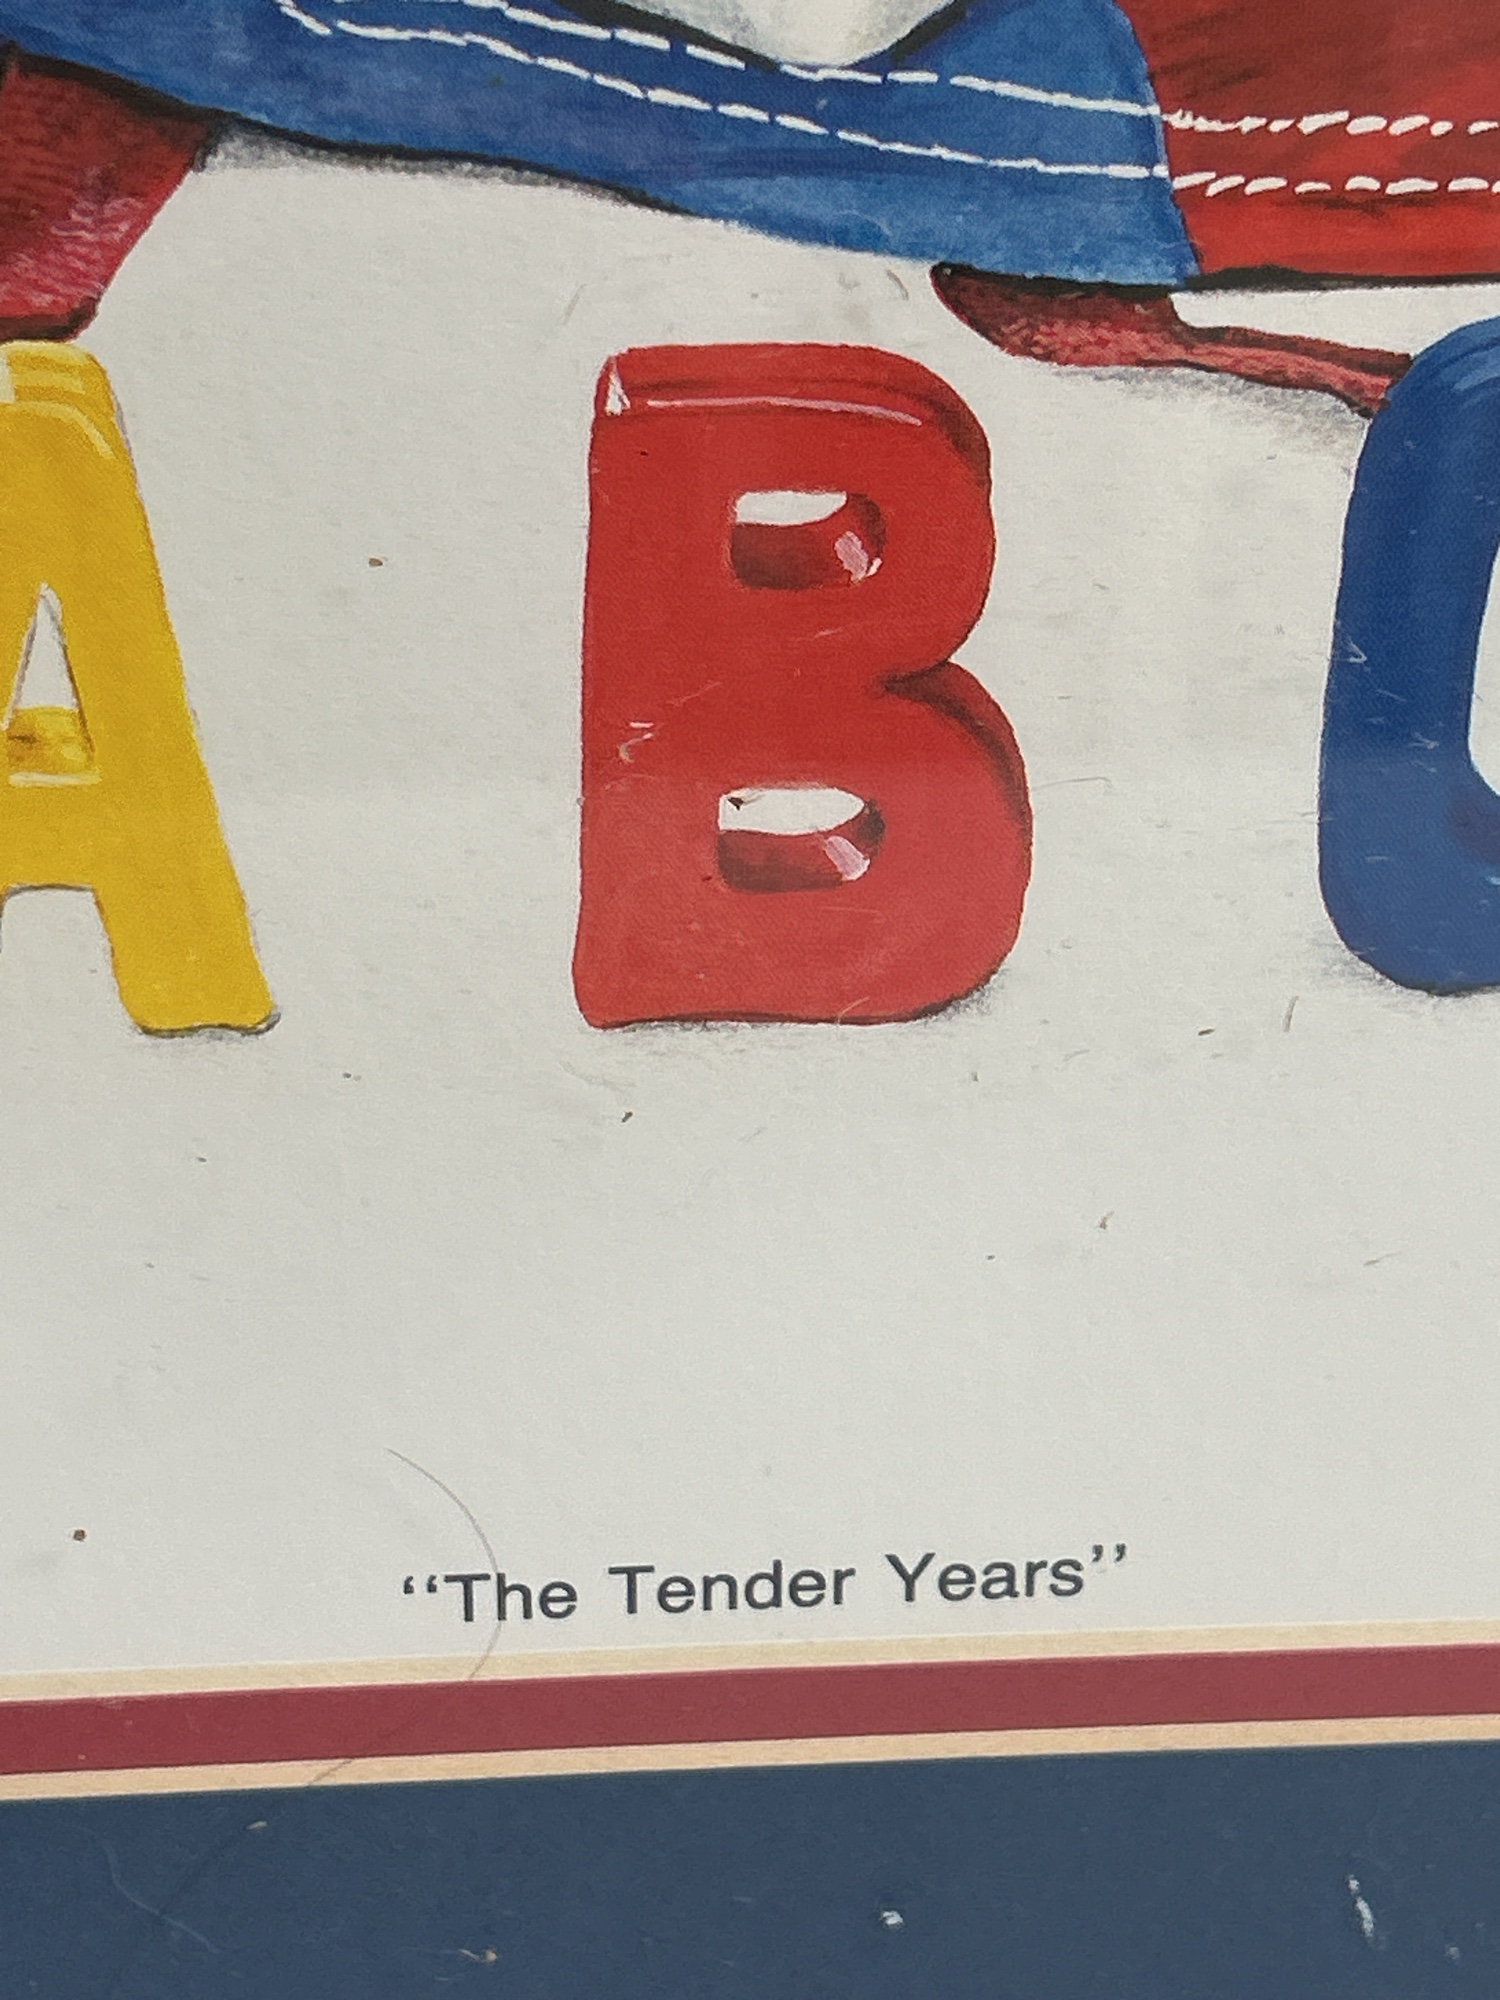 A B C
“The Tender Years”